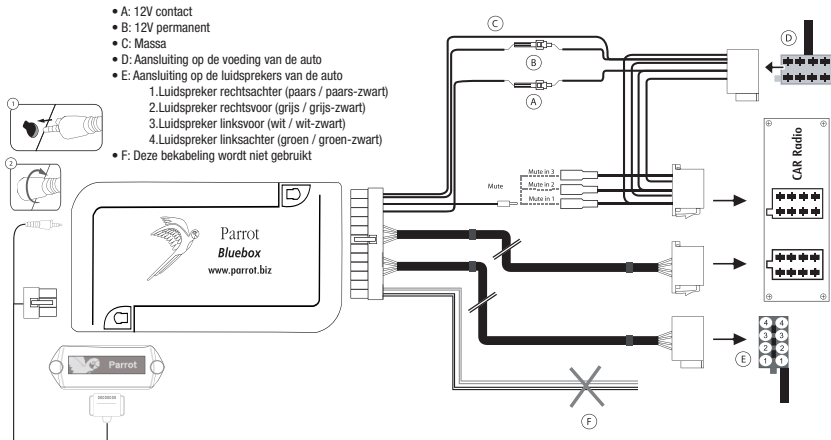 • A: 12V contact
• B: 12V permanent
• C: Massa
• D: Aansluiting op de voeding van de auto
• E: Aansluiting op de luidsprekers van de auto
1.Luidspreker rechtsachter (paars / paars-zwart)
2.Luidspreker rechtsvoor (grijs / grijs-zwart)
3.Luidspreker linksvoor (wit / wit-zwart)
4.Luidspreker linksachter (groen / groen-zwart)
• F: Deze bekabeling wordt niet gebruikt
C
B
A
D
1
2
Mute
Mute in 3
Mute in 2
Mute in 1
CAR Radio
Parrot
Bluebox
www.parrot.biz
Parrot
4 4
3 3
2 2
1 1
E
F